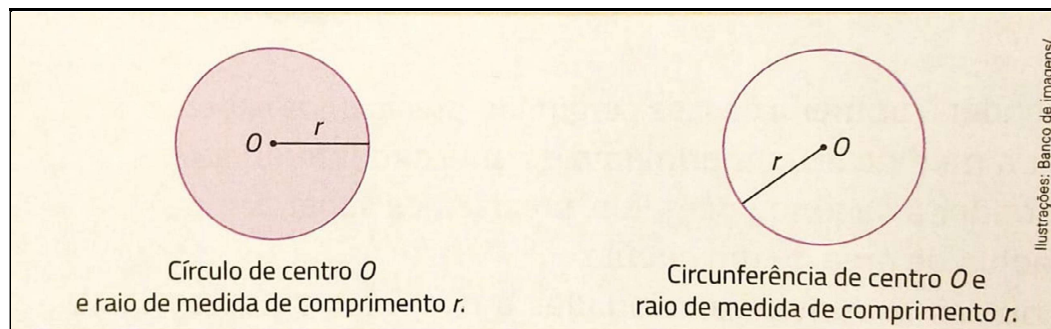 O
r
Círculo de centro O
e raio de medida de comprimento r.
O
r
Circunferência de centro O e
raio de medida de comprimento r.
Ilustrações: Banco de imagens/